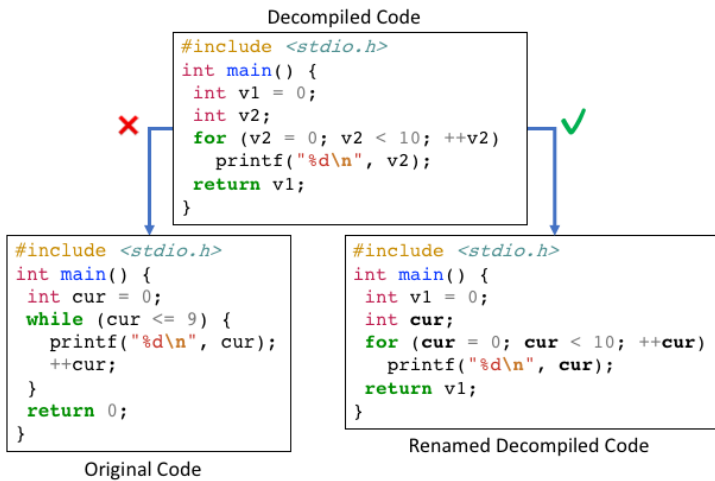 Decompiled Code
#include <stdio.h>
int main() {
 int v1 = 0;
 int v2;
 for (v2 = 0; v2 < 10; ++v2)
   printf("%d\n", v2);
 return v1;
}
#include <stdio.h>
int main() {
 int cur = 0;
 while (cur <= 9) {
   printf("%d\n", cur);
   ++cur;
 }
 return 0;
}
Original Code
#include <stdio.h>
int main() {
 int v1 = 0;
 int cur;
 for (cur = 0; cur < 10; ++cur)
   printf("%d\n", cur);
 return v1;
}
Renamed Decompiled Code